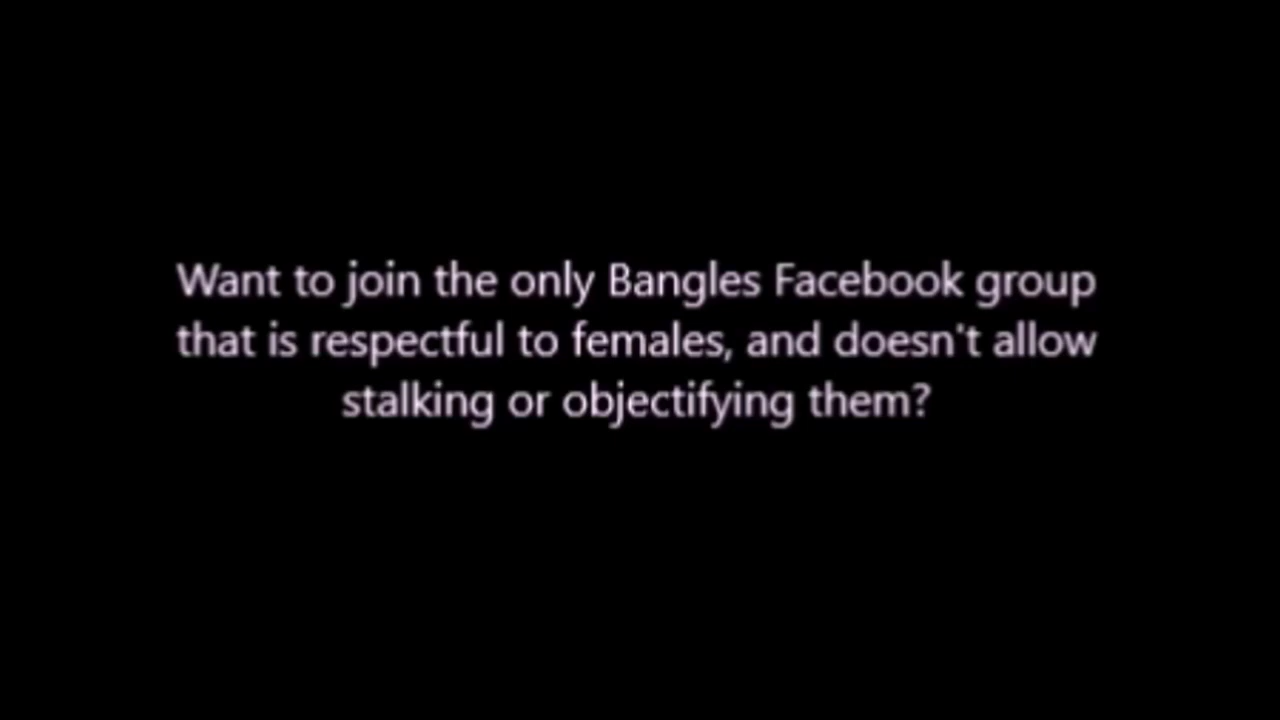 Want to join the only Bangles Facebook group
that is respectful to females, and doesn't allow
stalking or objectifying them?